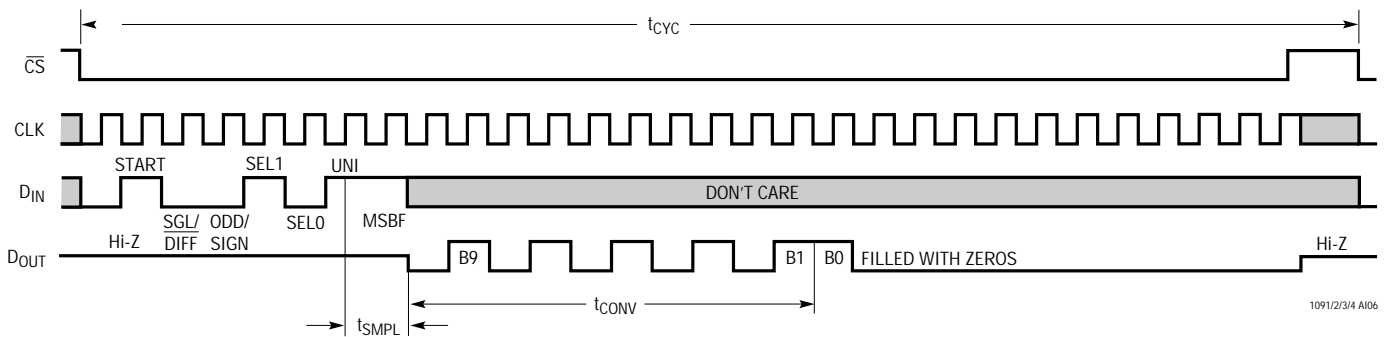 tCYC
CS
CLK
START SEL1 UNI
DIN DON'T CARE
SGL/ ODD/ SEL0 MSBF
Hi-Z DIFF SIGN Hi-Z
DOUT B9 B1 B0 FILLED WITH ZEROS
tCONV
1091/2/3/4 AI06
tSMPL